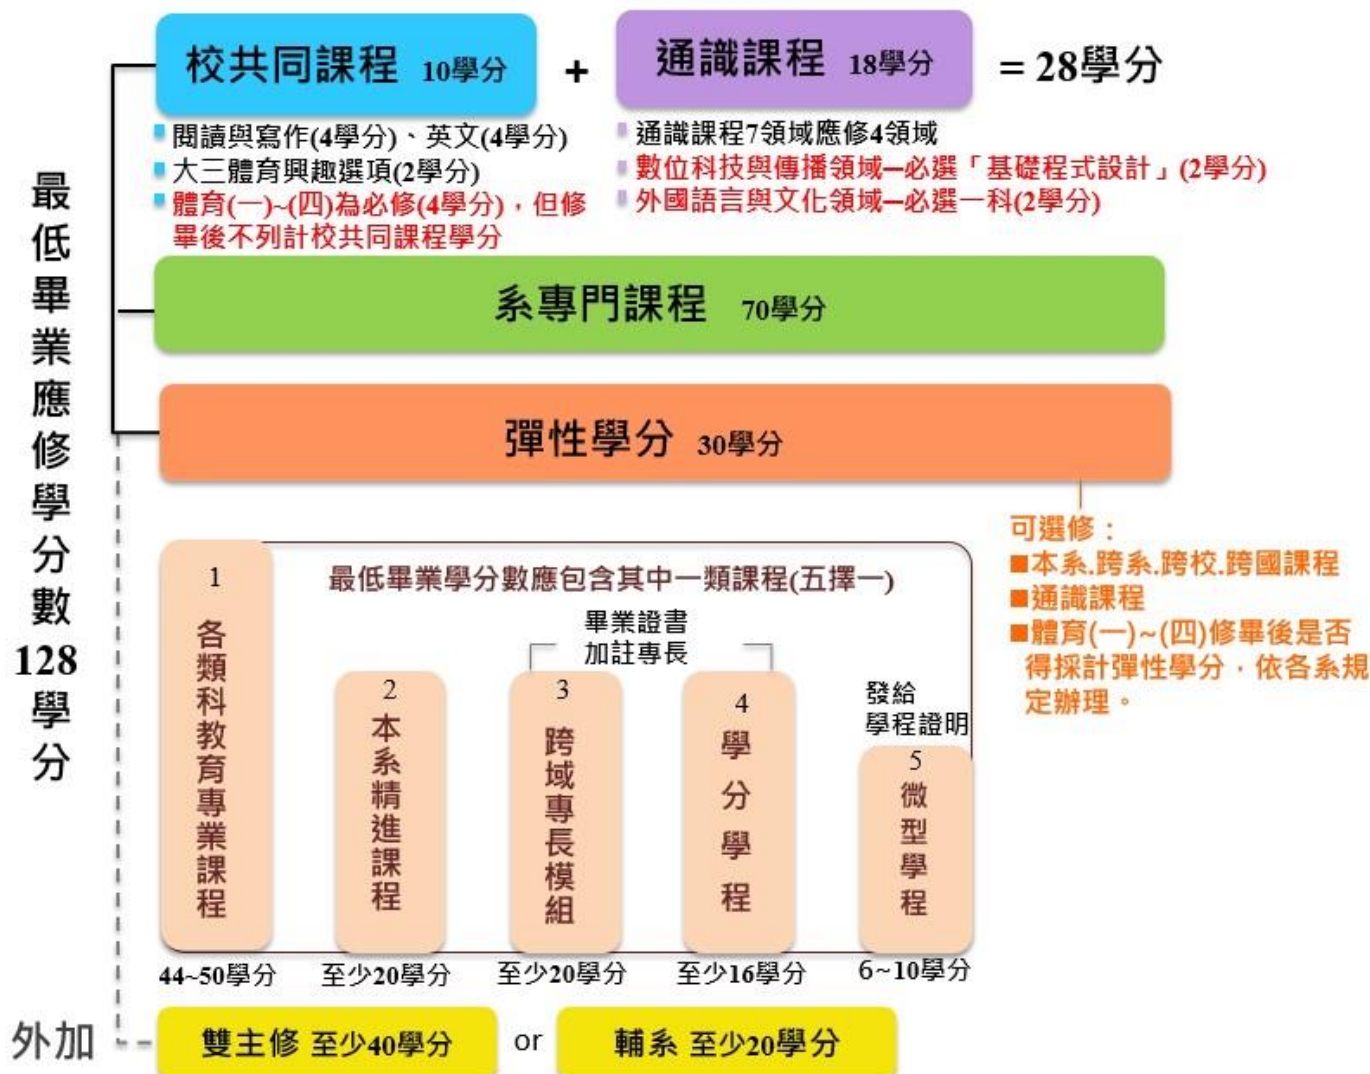 校共同課程 10學分 + 通識課程 18學分 = 28學分
閱讀與寫作(4學分)、英文(4學分)
大三體育興趣選項(2學分)
體育(一)~(四)為必修(4學分)，但修
畢後不列計校共同課程學分
通識課程7領域應修4領域
數位科技與傳播領域─必選「基礎程式設計」(2學分)
外國語言與文化領域─必選一科(2學分)
最低畢業應修學分數128學分
系專門課程 70學分
彈性學分 30學分
可選修：
■本系.跨系.跨校.跨國課程
■通識課程
■體育(一)~(四)修畢後是否
得採計彈性學分，依各系規
定辦理。
最低畢業學分數應包含其中一類課程(五擇一)
畢業證書
加註專長
發給
學程證明
1 各類科教育專業課程
2 本系精進課程
3 跨域專長模組
4 學分學程
5 微型學程
44~50學分
至少20學分
至少20學分
至少16學分
6~10學分
外加
雙主修 至少40學分 or 輔系 至少20學分